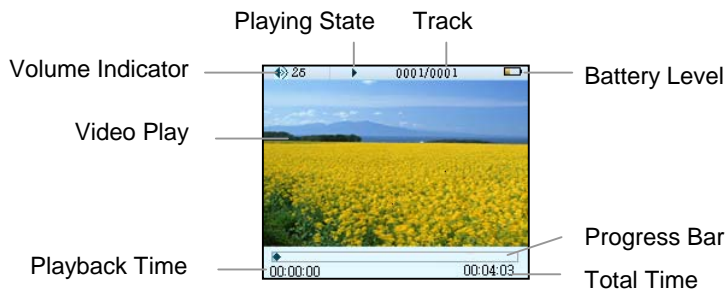 Playing State Track
Volume Indicator 25 0001/0001 Battery Level
Video Play
Progress Bar
Playback Time 00:00:00 00:04:03 Total Time